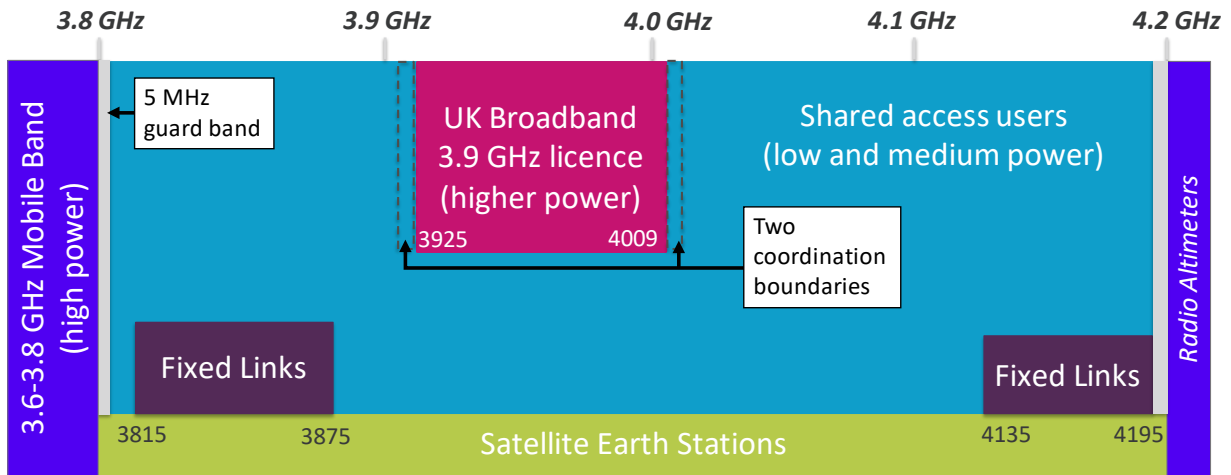 3.8 GHz
3.9 GHz
4.0 GHz
4.1 GHz
4.2 GHz
3.6-3.8 GHz Mobile Band
(high power)
5 MHz
guard band
UK Broadband
3.9 GHz licence
(higher power)
3925
4009
Shared access users
(low and medium power)
Two
coordination
boundaries
Radio Altimeters
Fixed Links
Fixed Links
3815
3875
Satellite Earth Stations
4135
4195